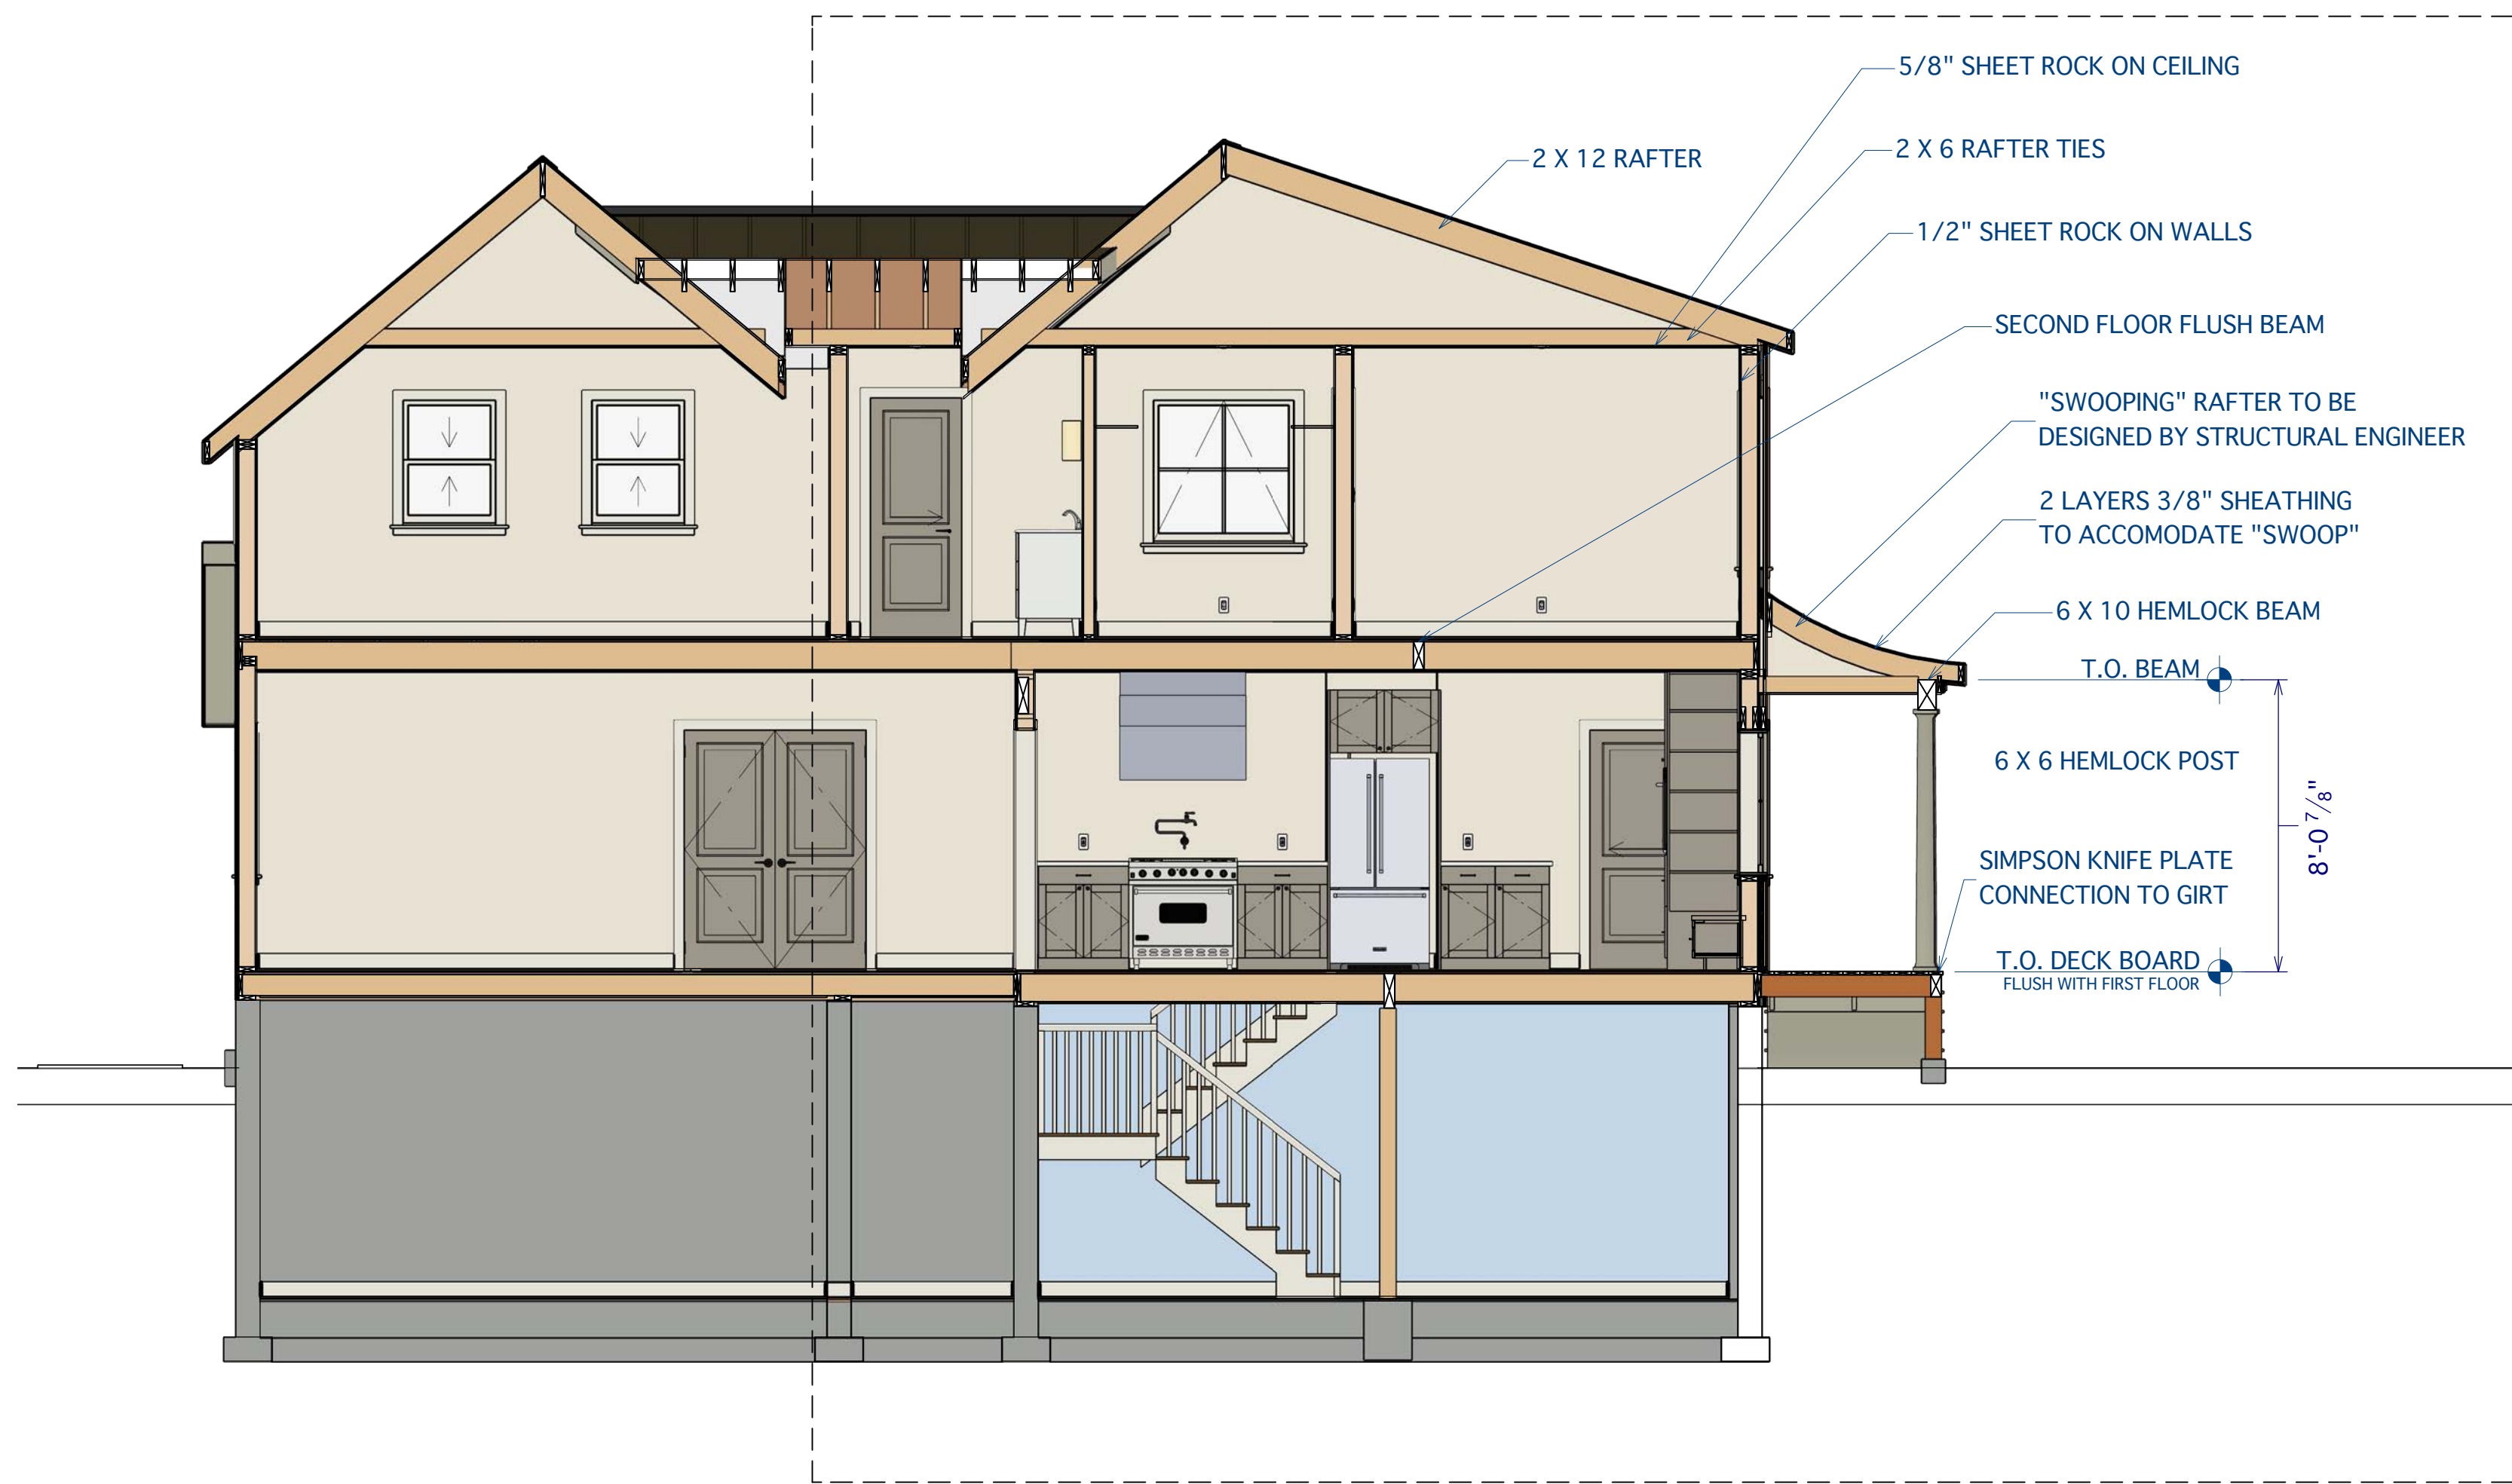 5/8" SHEET ROCK ON CEILING
2 X 12 RAFTER
2 X 6 RAFTER TIES
1/2" SHEET ROCK ON WALLS
SECOND FLOOR FLUSH BEAM
"SWOOPING" RAFTER TO BE
DESIGNED BY STRUCTURAL ENGINEER
2 LAYERS 3/8" SHEATHING
TO ACCOMODATE "SWOOP"
6 X 10 HEMLOCK BEAM
T.O. BEAM
6 X 6 HEMLOCK POST
8'-0 7/8"
SIMPSON KNIFE PLATE
CONNECTION TO GIRT
T.O. DECK BOARD
FLUSH WITH FIRST FLOOR